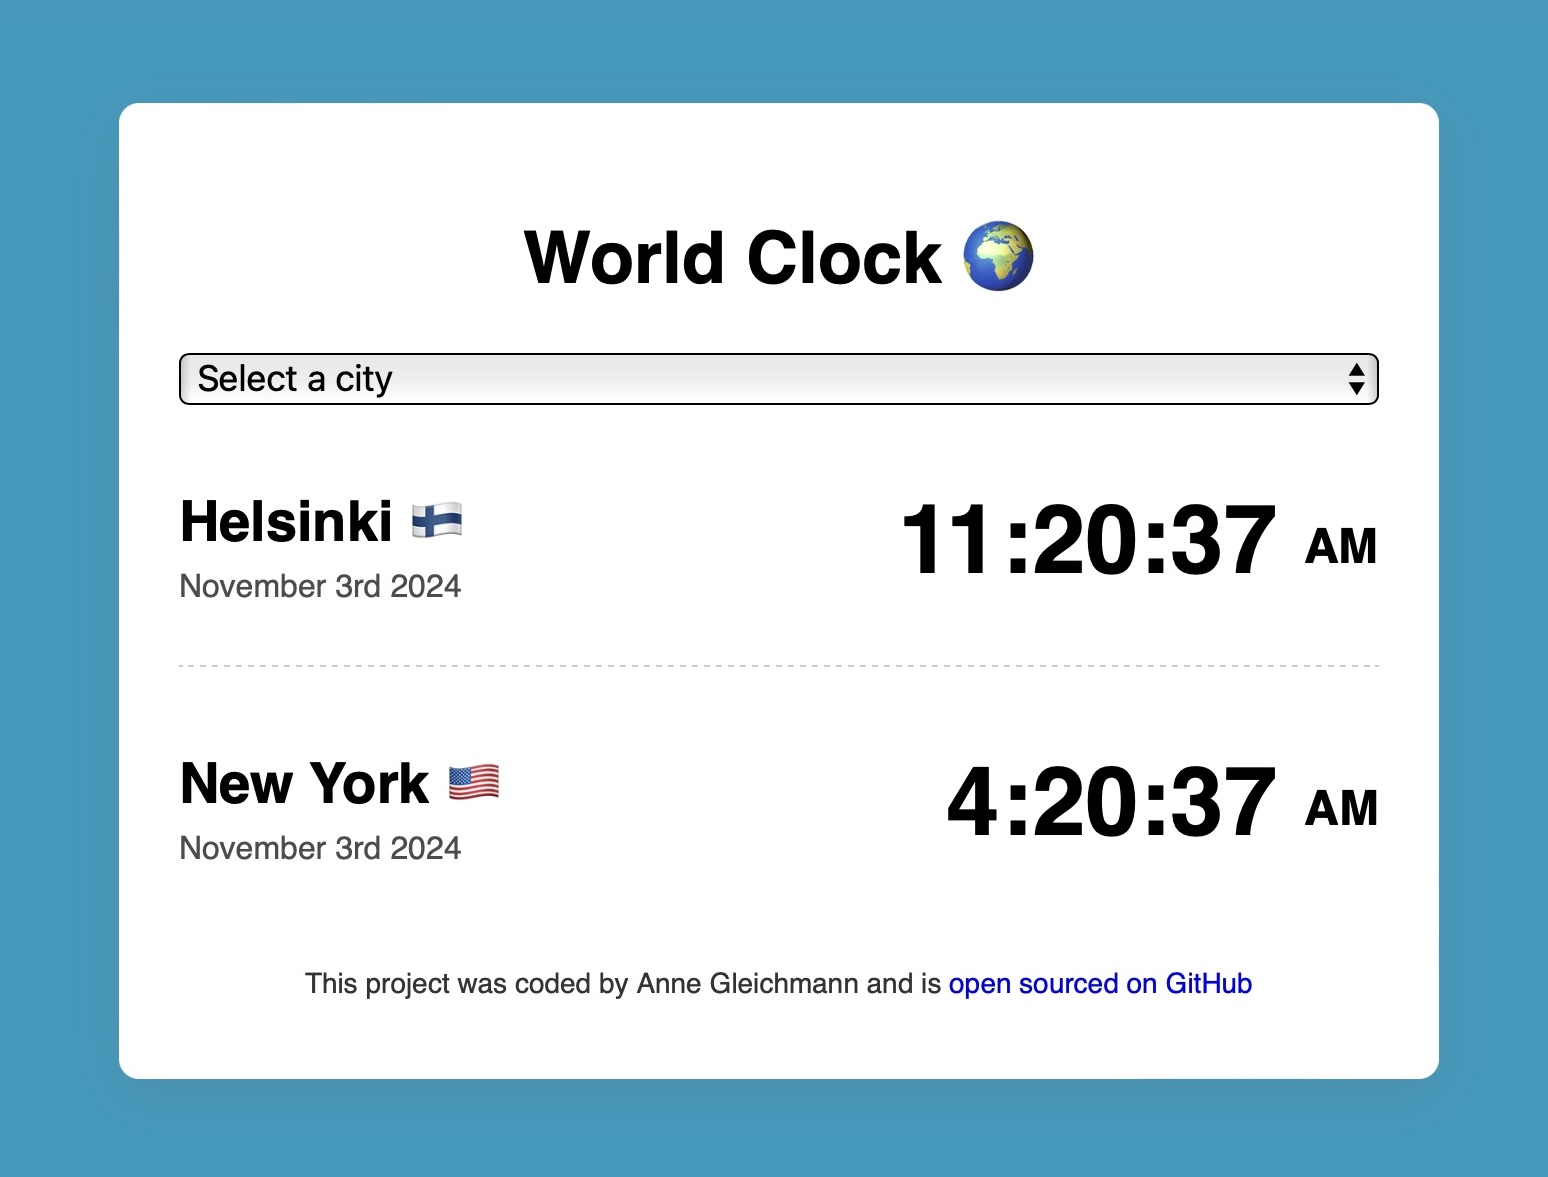 World Clock 🌍
Select a city
Helsinki 🇫🇮
11:20:37 AM
November 3rd 2024
New York 🇺🇸
4:20:37 AM
November 3rd 2024
This project was coded by Anne Gleichmann and is open sourced on GitHub